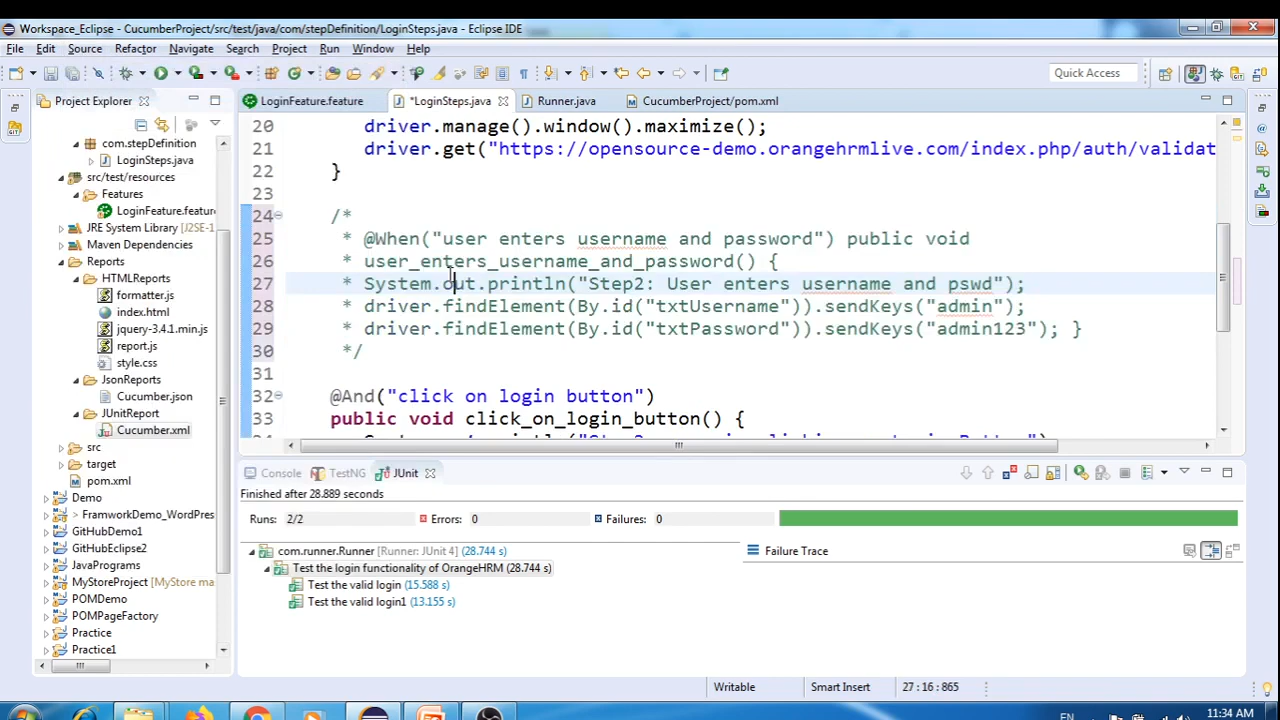 Workspace_Eclipse - CucumberProject/src/test/java/com/stepDefinition/LoginSteps.java - Eclipse IDE
File Edit Source Refactor Navigate Search Project Run Window Help
Quick Access
Project Explorer
LoginFeature.feature *LoginSteps.java Runner.java CucumberProject/pom.xml
com.stepDefinition
LoginSteps.java
src/test/resources
Features
LoginFeature.featur
JRE System Library [J2SE-1
Maven Dependencies
Reports
HTMLReports
formatter.js
index.html
jquery-3.4.1.min.js
report.js
style.css
JsonReports
Cucumber.json
JUnitReport
Cucumber.xml
src
target
pom.xml
Demo
> FramworkDemo_WordPres
GitHubDemo1
GitHubEclipse2
JavaPrograms
MyStoreProject [MyStore ma
POMDemo
POMPageFactory
Practice
Practice1
20 driver.manage().window().maximize();
21 driver.get("https://opensource-demo.orangehrmlive.com/index.php/auth/validat
22 }
23
24 /*
25 * @When("user enters username and password") public void
26 * user_enters_username_and_password() {
27 * System.out.println("Step2: User enters username and pswd");
28 * driver.findElement(By.id("txtUsername")).sendKeys("admin");
29 * driver.findElement(By.id("txtPassword")).sendKeys("admin123"); }
30 */
31
32 @And("click on login button")
33 public void click_on_login_button() {
Console TestNG JUnit
Finished after 28.889 seconds
Runs: 2/2 Errors: 0 Failures: 0
com.runner.Runner [Runner: JUnit 4] (28.744 s)
Test the login functionality of OrangeHRM (28.744 s)
Test the valid login (15.588 s)
Test the valid login1 (13.155 s)
Failure Trace
Writable Smart Insert 27 : 16 : 865
EN 11:34 AM